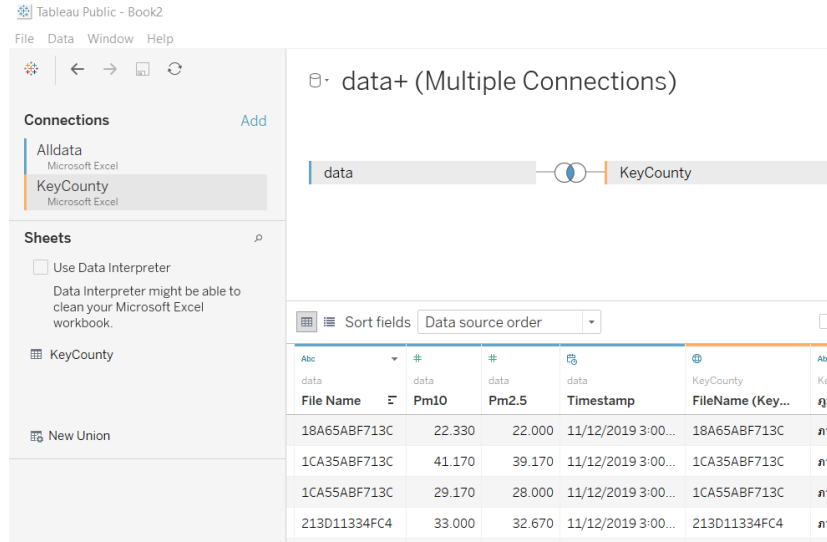 Tableau Public - Book2
File Data Window Help
data+ (Multiple Connections)
Connections Add
Alldata
Microsoft Excel
KeyCounty
Microsoft Excel
data KeyCounty
Sheets
Use Data Interpreter
Data Interpreter might be able to
clean your Microsoft Excel
workbook.
KeyCounty
New Union
Sort fields Data source order
Abc # #
data data data data KeyCounty
File Name Pm10 Pm2.5 Timestamp FileName (Key...
18A65ABF713C 22.330 22.000 11/12/2019 3:00... 18A65ABF713C
1CA35ABF713C 41.170 39.170 11/12/2019 3:00... 1CA35ABF713C
1CA55ABF713C 29.170 28.000 11/12/2019 3:00... 1CA55ABF713C
213D11334FC4 33.000 32.670 11/12/2019 3:00... 213D11334FC4